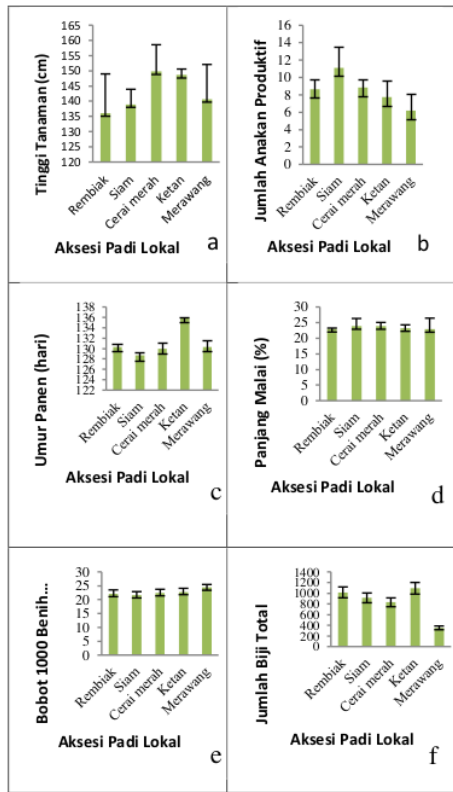 Tinggi Tanaman (cm)
165
160
155
150
145
140
135
130
125
120
Rembiak
Siam
Cerai merah
Ketan
Merawang
Aksesi Padi Lokal
a
Jumlah Anakan Produktif
16
14
12
10
8
6
4
2
0
Rembiak
Siam
Cerai merah
Ketan
Merawang
Aksesi Padi Lokal
b
Umur Panen (hari)
138
136
134
132
130
128
126
124
122
Rembiak
Siam
Cerai merah
Ketan
Merawang
Aksesi Padi Lokal
c
Panjang Malai (%)
30
25
20
15
10
5
0
Rembiak
Siam
Cerai merah
Ketan
Merawang
Aksesi Padi Lokal
d
Bobot 1000 Benih...
30
25
20
15
10
5
0
Rembiak
Siam
Cerai merah
Ketan
Merawang
Aksesi Padi Lokal
e
Jumlah Biji Total
1400
1200
1000
800
600
400
200
0
Rembiak
Siam
Cerai merah
Ketan
Merawang
Aksesi Padi Lokal
f